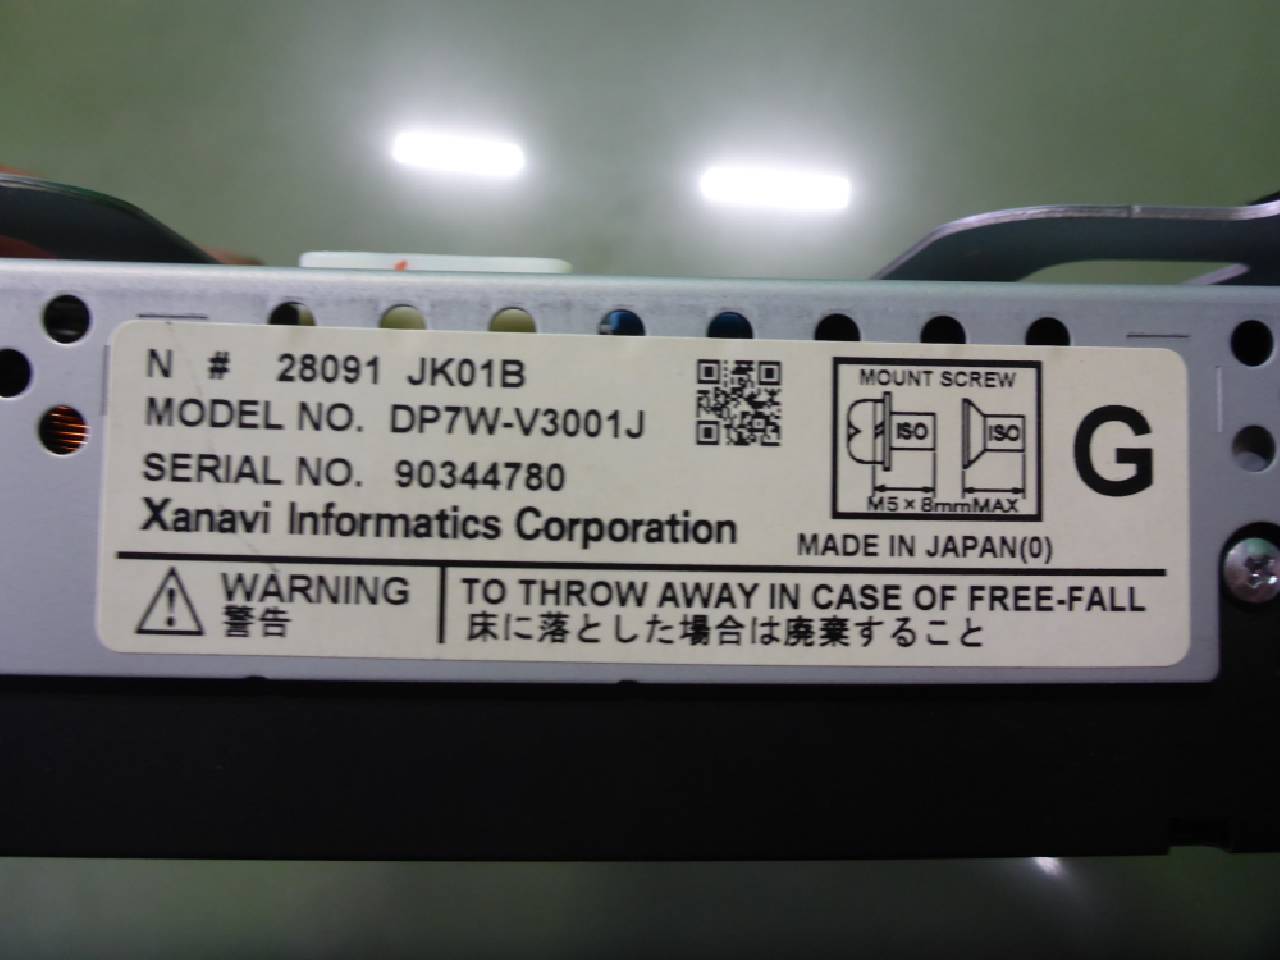 N # 28091 JK01B
MODEL NO. DP7W-V3001J
SERIAL NO. 90344780
Xanavi Informatics Corporation
MOUNT SCREW
ISO ISO
M5×8mmMAX
G
MADE IN JAPAN(0)
WARNING
警告
TO THROW AWAY IN CASE OF FREE-FALL
床に落とした場合は廃棄すること